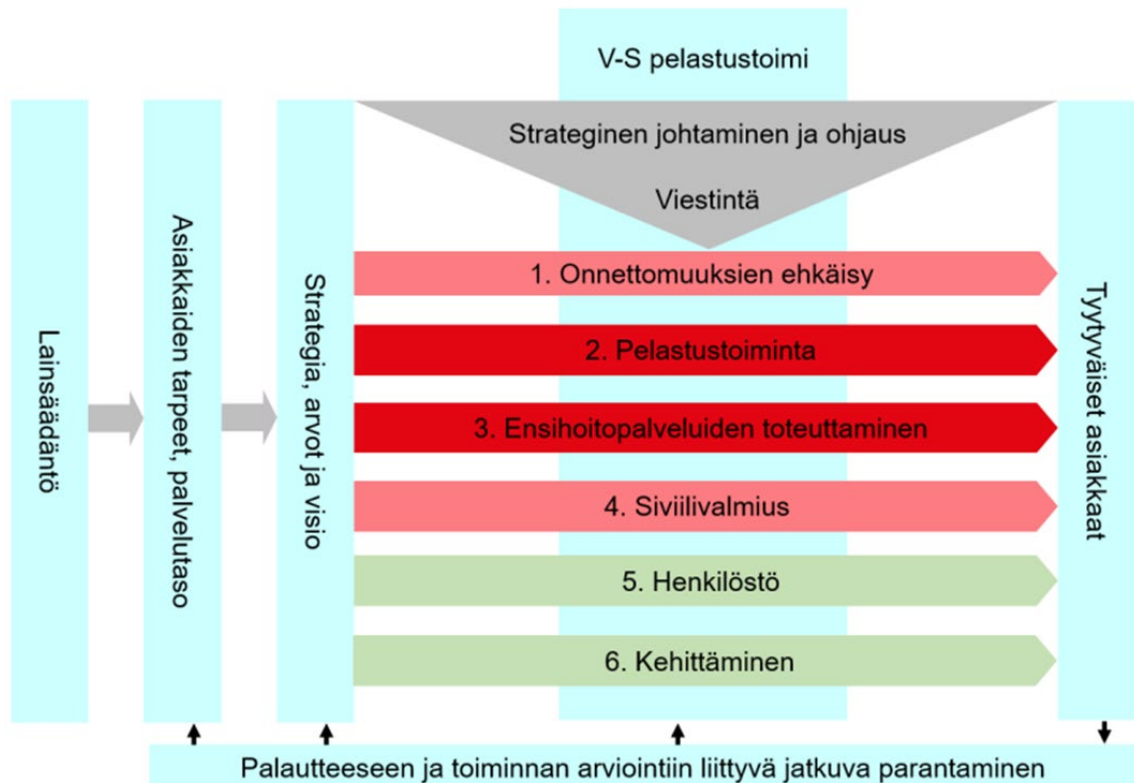 V-S pelastustoimi
Strateginen johtaminen ja ohjaus
Viestintä
Lainsäädäntö
Asiakkaiden tarpeet, palvelutaso
Strategia, arvot ja visio
1. Onnettomuuksien ehkäisy
2. Pelastustoiminta
3. Ensihoitopalveluiden toteuttaminen
4. Siviilivalmius
5. Henkilöstö
6. Kehittäminen
Tyytyväiset asiakkaat
Palautteeseen ja toiminnan arviointiin liittyvä jatkuva parantaminen